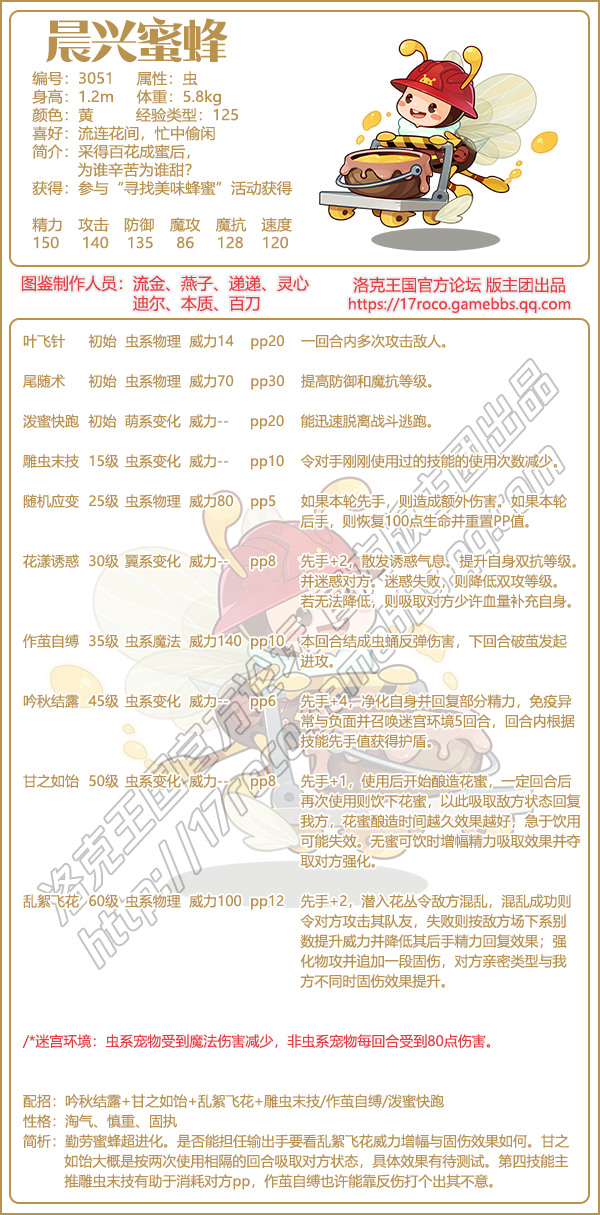 晨兴蜜蜂
编号：3051 属性：虫
身高：1.2m 体重：5.8kg
颜色：黄 经验类型：125
喜好：流连花间，忙中偷闲
简介：采得百花成蜜后，
为谁辛苦为谁甜？
获得：参与“寻找美味蜂蜜”活动获得
精力 攻击 防御 魔攻 魔抗 速度
150 140 135 86 128 120
图鉴制作人员：流金、燕子、递递、灵心
迪尔、本质、百刀
洛克王国官方论坛 版主团出品
https://17roco.gamebbs.qq.com
叶飞针 初始 虫系物理 威力14 pp20 一回合内多次攻击敌人。
尾随术 初始 虫系物理 威力70 pp30 提高防御和魔抗等级。
泼蜜快跑 初始 萌系变化 威力-- pp20 能迅速脱离战斗逃跑。
雕虫末技 15级 虫系变化 威力-- pp10 令对手刚刚使用过的技能的使用次数减少。
随机应变 25级 虫系物理 威力80 pp5 如果本轮先手，则造成额外伤害。如果本轮
后手，则恢复100点生命并重置PP值。
花漾诱惑 30级 翼系变化 威力-- pp8 先手+2，散发诱惑气息。提升自身双抗等级。
并迷惑对方。迷惑失败、则降低双攻等级。
若无法降低，则吸取对方少许血量补充自身。
作茧自缚 35级 虫系魔法 威力140 pp10 本回合结成虫蛹反弹伤害，下回合破茧发起
进攻。
吟秋结露 45级 虫系变化 威力-- pp6 先手+4，净化自身并回复部分精力，免疫异
常与负面并召唤迷宫环境5回合，回合内根据
技能先手值获得护盾。
甘之如饴 50级 虫系变化 威力-- pp8 先手+1，使用后开始酿造花蜜，一定回合后
再次使用则饮下花蜜，以此吸取敌方状态回复
我方，花蜜酿造时间越久效果越好；急于饮用
可能失效。无蜜可饮时增幅精力吸取效果并夺
取对方强化。
乱絮飞花 60级 虫系物理 威力100 pp12 先手+2，潜入花丛令敌方混乱，混乱成功则
令对方攻击其队友，失败则按敌方场下系别
数提升威力并降低其后手精力回复效果；强
化物攻并追加一段固伤，对方亲密类型与我
方不同时固伤效果提升。
/*迷宫环境：虫系宠物受到魔法伤害减少，非虫系宠物每回合受到80点伤害。
配招：吟秋结露+甘之如饴+乱絮飞花+雕虫末技/作茧自缚/泼蜜快跑
性格：淘气、慎重、固执
简析：勤劳蜜蜂超进化。是否能担任输出手要看乱絮飞花威力增幅与固伤效果如何。甘之
如饴大概是按两次使用相隔的回合吸取对方状态，具体效果有待测试。第四技能主
推雕虫末技有助于消耗对方pp，作茧自缚也许能靠反伤打个出其不意。
洛克王国官方论坛 版主团出品
http://17roco.gamebbs.qq.com